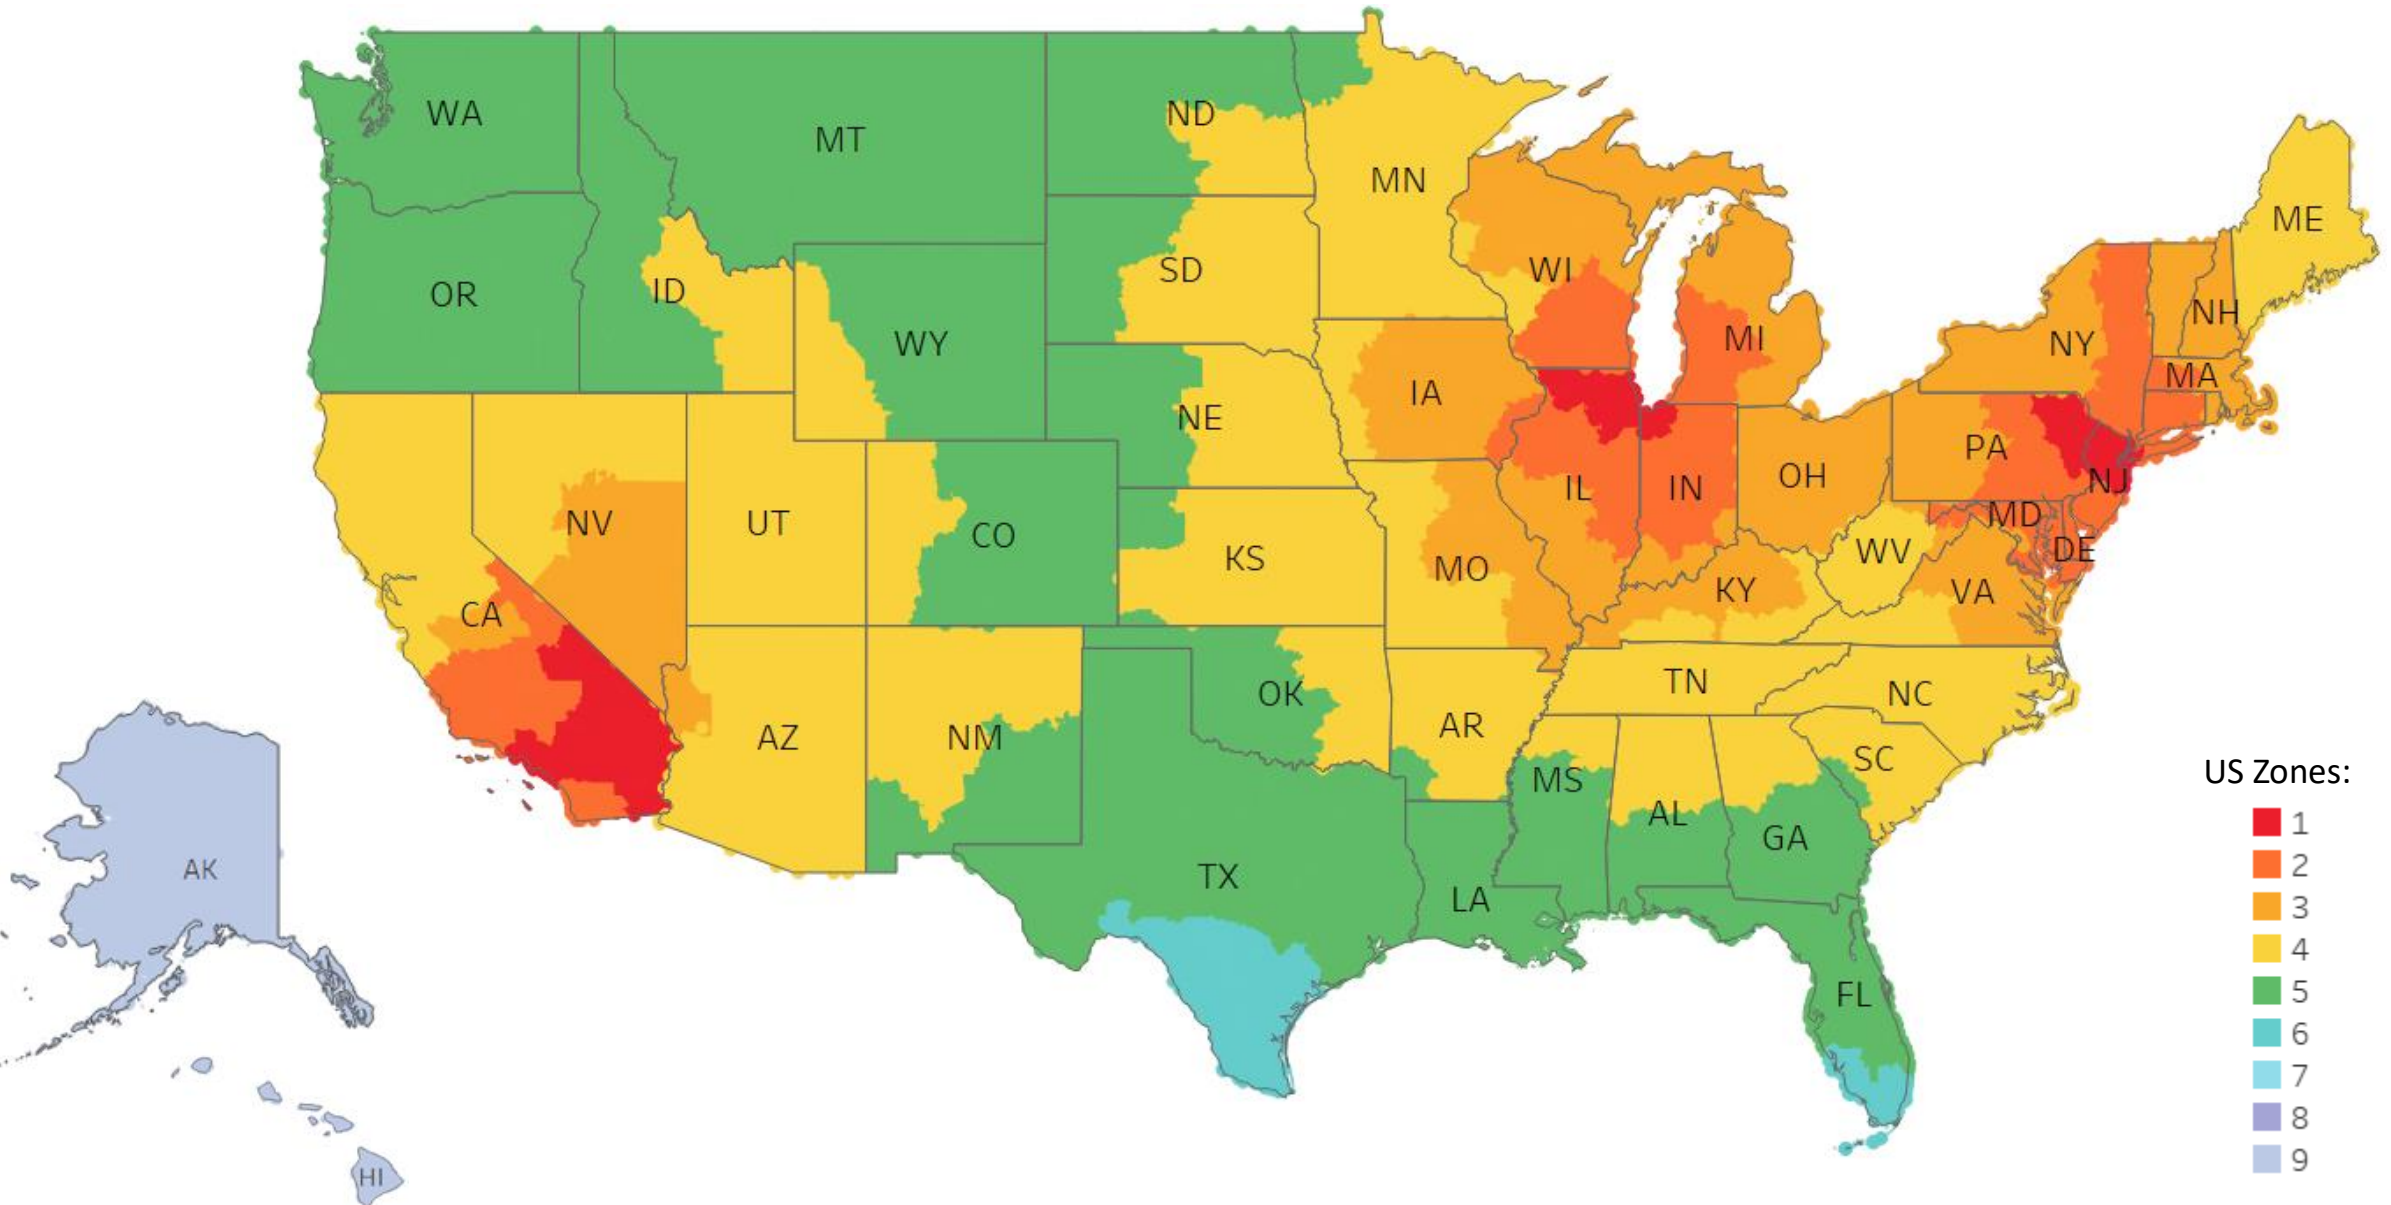 WA
MT
ND
MN
ME
OR
ID
SD
WI
WY
MI
NY
NH
MA
IA
NE
PA
NV
UT
CO
KS
IL
IN
OH
NJ
MD
DE
WV
CA
MO
KY
VA
AZ
NM
OK
AR
TN
NC
SC
MS
AL
GA
TX
LA
FL
AK
HI
US Zones:
1
2
3
4
5
6
7
8
9